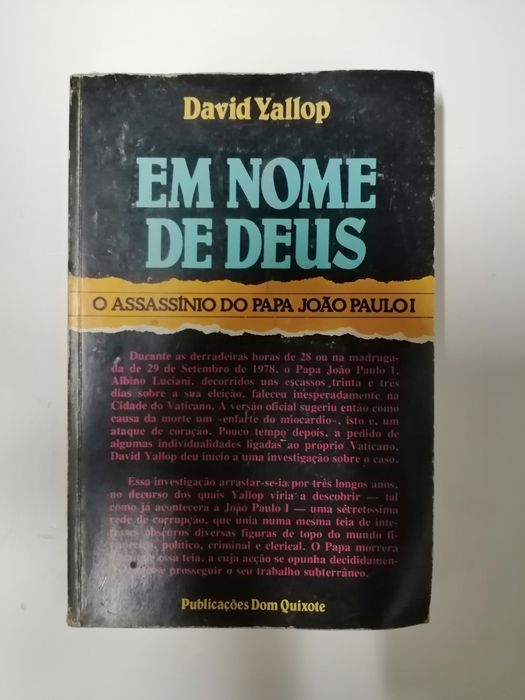 David Yallop
EM NOME
DE DEUS
O ASSASSÍNIO DO PAPA JOÃO PAULO I
Durante as derradeiras horas de 28 ou na madruga-
da de 29 de Setembro de 1978, o Papa João Paulo I,
Albino Luciani, decorridos uns escassos trinta e três
dias sobre a sua eleição, faleceu inesperadamente na
Cidade do Vaticano. A versão oficial sugeriu então como
causa da morte um «enfarte do miocárdio», isto é, um
ataque de coração. Pouco tempo depois, a pedido de
algumas individualidades ligadas ao próprio Vaticano,
David Yallop deu início a uma investigação sobre o caso.
Essa investigação arrastar-se-ia por três longos anos,
no decurso dos quais Yallop viria a descobrir — tal
como já acontecera a João Paulo I — uma secretíssima
rede de corrupção, que unia numa mesma teia de inte-
resses obscuros diversas figuras de topo do mundo fi-
nanceiro, político, criminal e clerical. O Papa morrera
essa teia, a cuja acção se opunha decididamen-
prosseguir o seu trabalho subterrâneo.
Publicações Dom Quixote